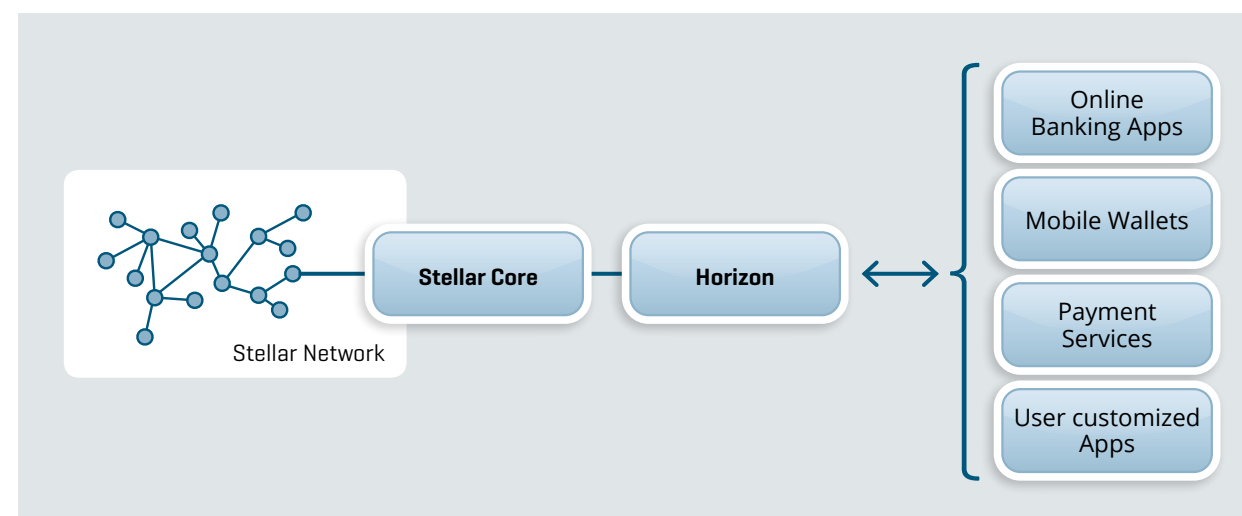 Stellar Network
Stellar Core
Horizon
Online
Banking Apps
Mobile Wallets
Payment
Services
User customized
Apps